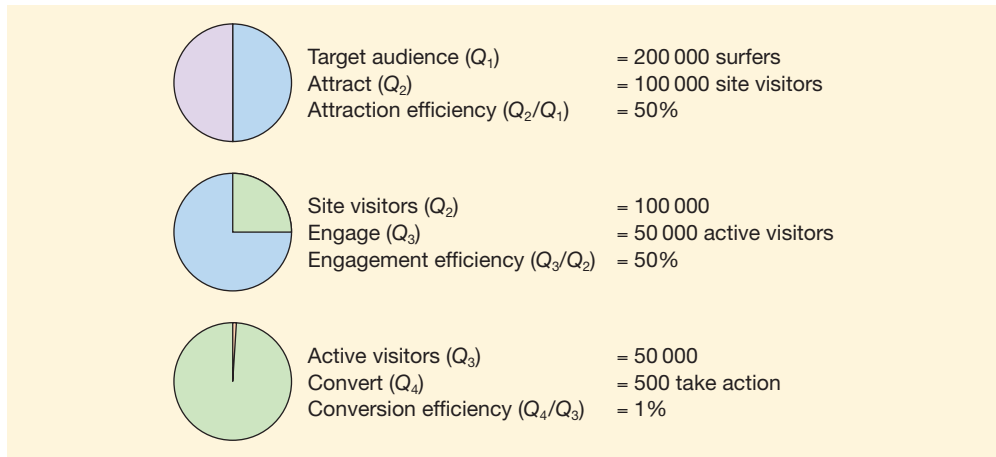 Target audience (Q₁) = 200 000 surfers
Attract (Q₂) = 100 000 site visitors
Attraction efficiency (Q₂/Q₁) = 50%
Site visitors (Q₂) = 100 000
Engage (Q₃) = 50 000 active visitors
Engagement efficiency (Q₃/Q₂) = 50%
Active visitors (Q₃) = 50 000
Convert (Q₄) = 500 take action
Conversion efficiency (Q₄/Q₃) = 1%